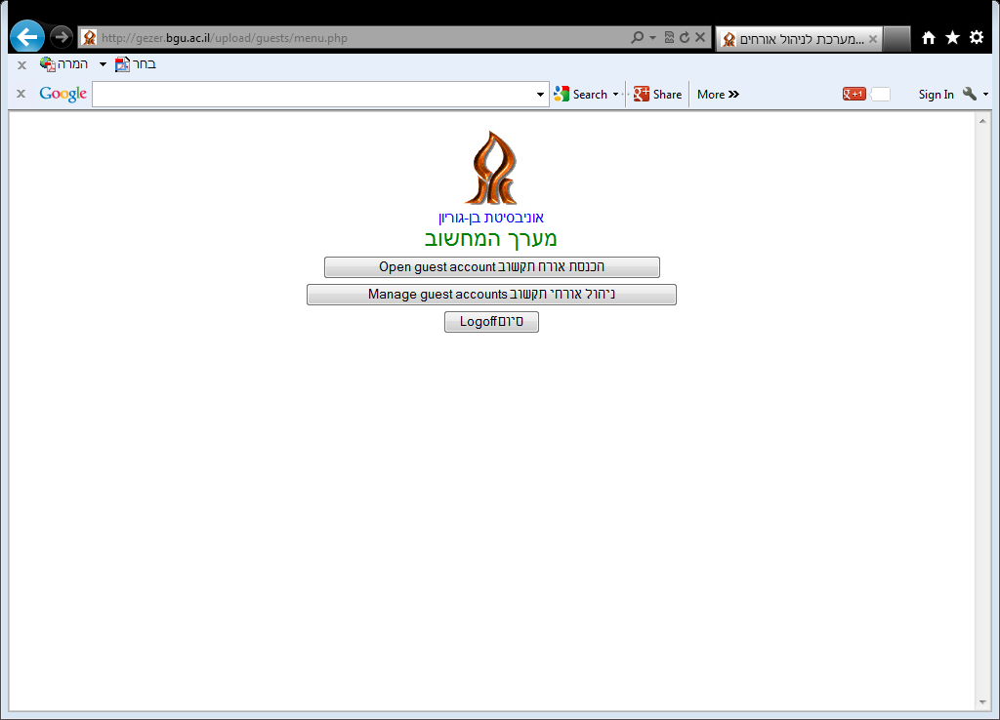 http://gezer.bgu.ac.il/upload/guests/menu.php
מערכת לניהול אורחים...
המרה
בחר
Google
Search
Share
More
g +1
Sign In
אוניבסיטת בן-גוריון
מערך המחשוב
Open guest account הכנסת אורח תקשוב
Manage guest accounts ניהול אורחי תקשוב
Logoff סיום